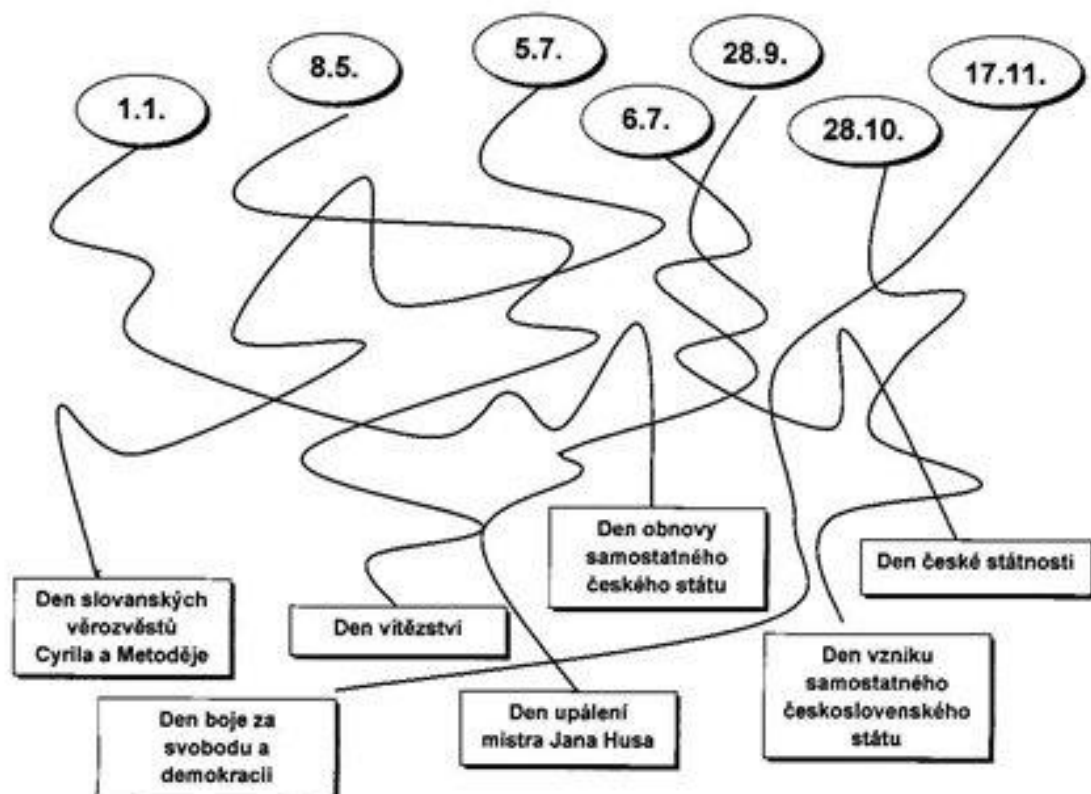 1.1.
8.5.
5.7.
6.7.
28.9.
28.10.
17.11.
Den slovanských
věrozvěstů
Cyrila a Metoděje
Den boje za
svobodu a
demokracii
Den vítězství
Den upálení
mistra Jana Husa
Den obnovy
samostatného
českého státu
Den vzniku
samostatného
československého
státu
Den české státnosti